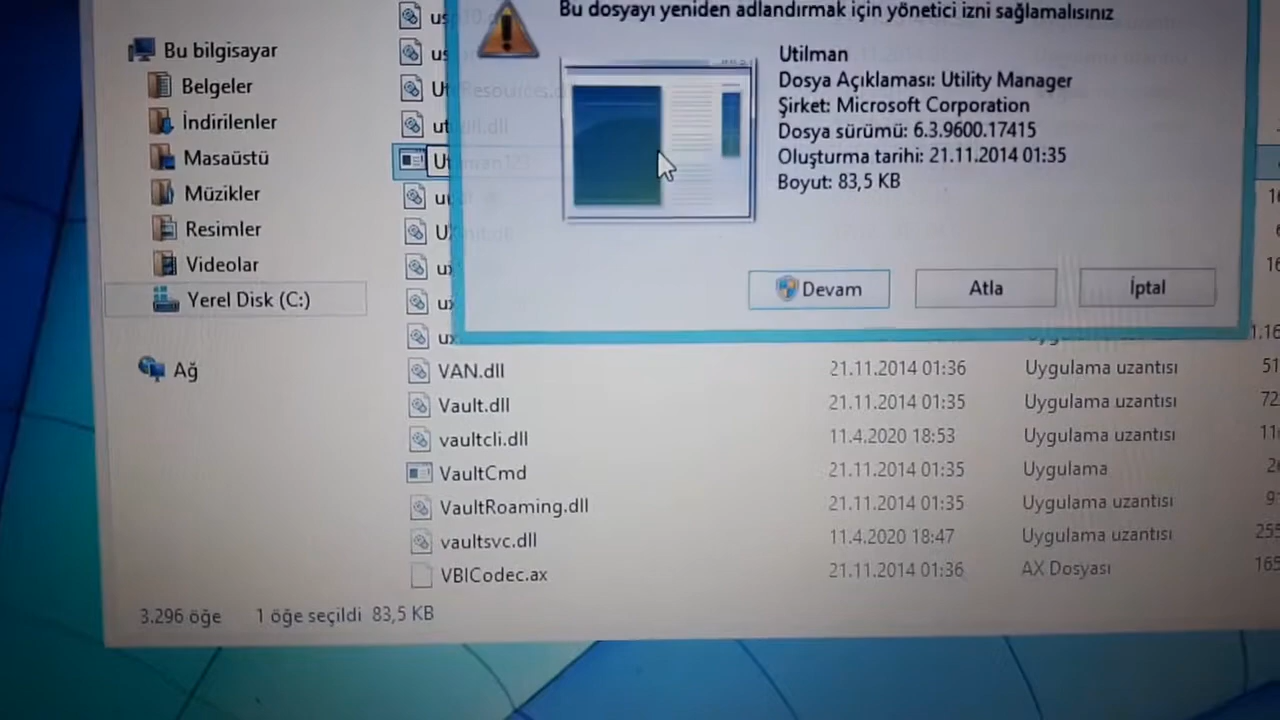 Bu dosyayı yeniden adlandırmak için yönetici izni sağlamalısınız
Utilman
Dosya Açıklaması: Utility Manager
Şirket: Microsoft Corporation
Dosya sürümü: 6.3.9600.17415
Oluşturma tarihi: 21.11.2014 01:35
Boyut: 83,5 KB
Devam
Atla
İptal
Bu bilgisayar
Belgeler
İndirilenler
Masaüstü
Müzikler
Resimler
Videolar
Yerel Disk (C:)
Ağ
VAN.dll 21.11.2014 01:36 Uygulama uzantısı
Vault.dll 21.11.2014 01:35 Uygulama uzantısı
vaultcli.dll 11.4.2020 18:53 Uygulama uzantısı
VaultCmd 21.11.2014 01:35 Uygulama
VaultRoaming.dll 21.11.2014 01:35 Uygulama uzantısı
vaultsvc.dll 11.4.2020 18:47 Uygulama uzantısı
VBICodec.ax 21.11.2014 01:36 AX Dosyası
3.296 öğe 1 öğe seçildi 83,5 KB